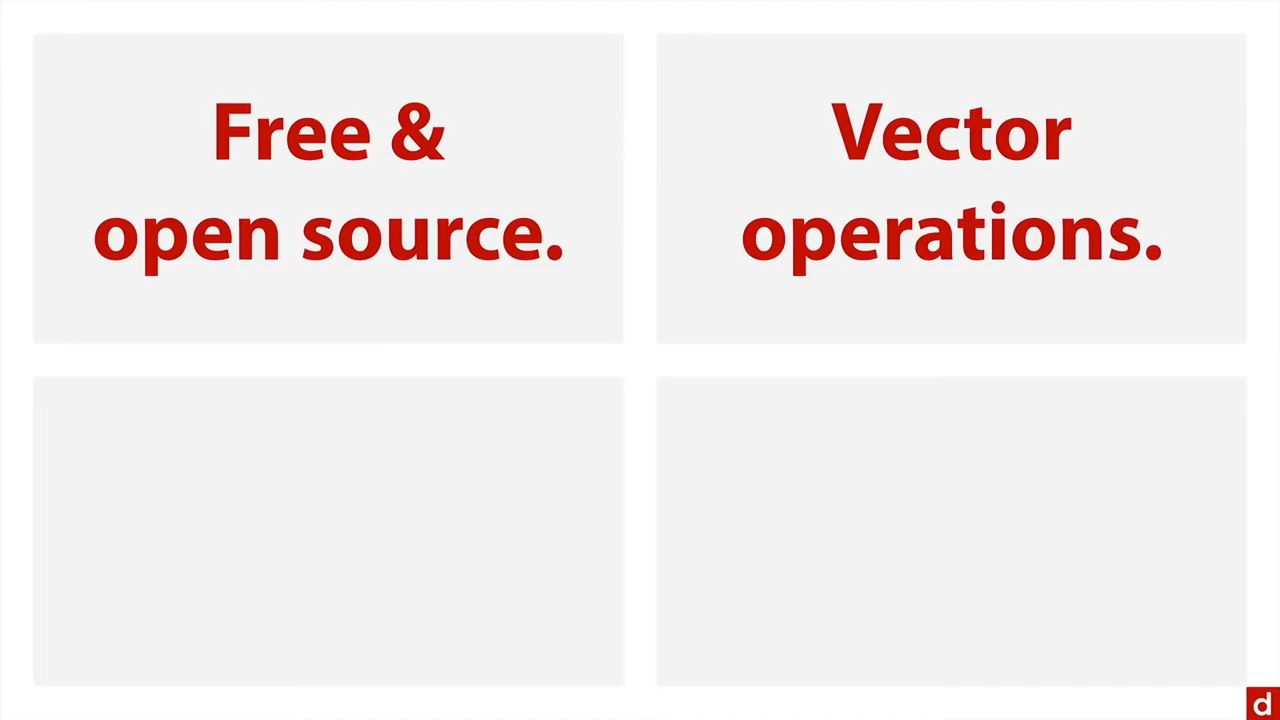 Free &
open source.
Vector
operations.
d